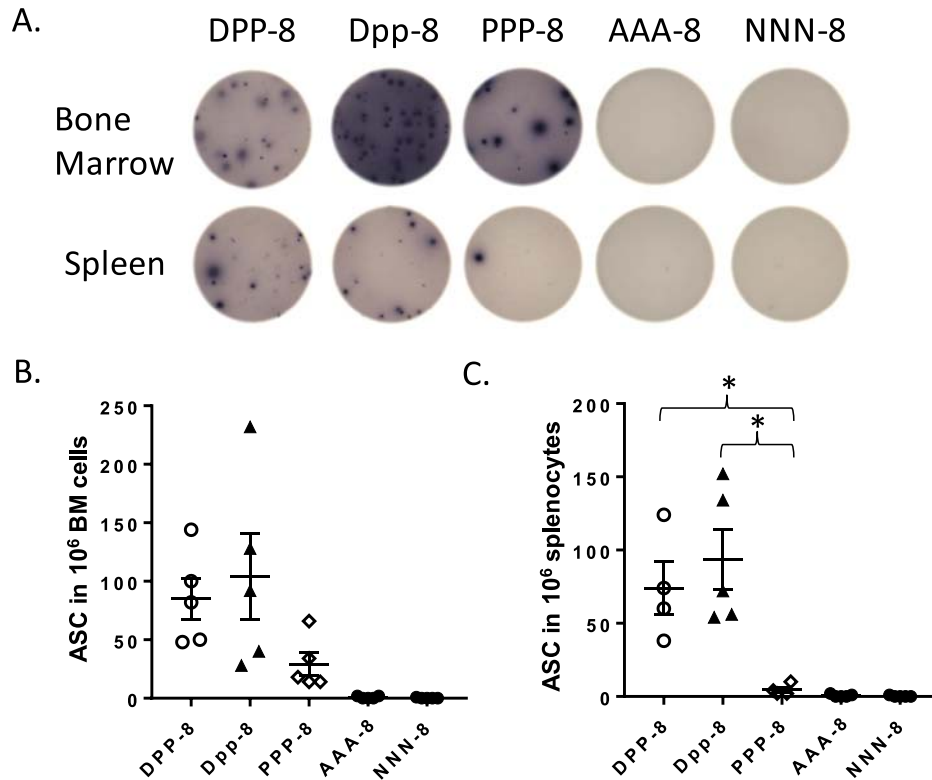 A.
DPP-8 Dpp-8 PPP-8 AAA-8 NNN-8
Bone
Marrow
Spleen
B.
ASC in 10⁶ BM cells
250
200
150
100
50
0
DPP-8 Dpp-8 PPP-8 AAA-8 NNN-8
C.
ASC in 10⁶ splenocytes
*
*
200
150
100
50
0
DPP-8 Dpp-8 PPP-8 AAA-8 NNN-8